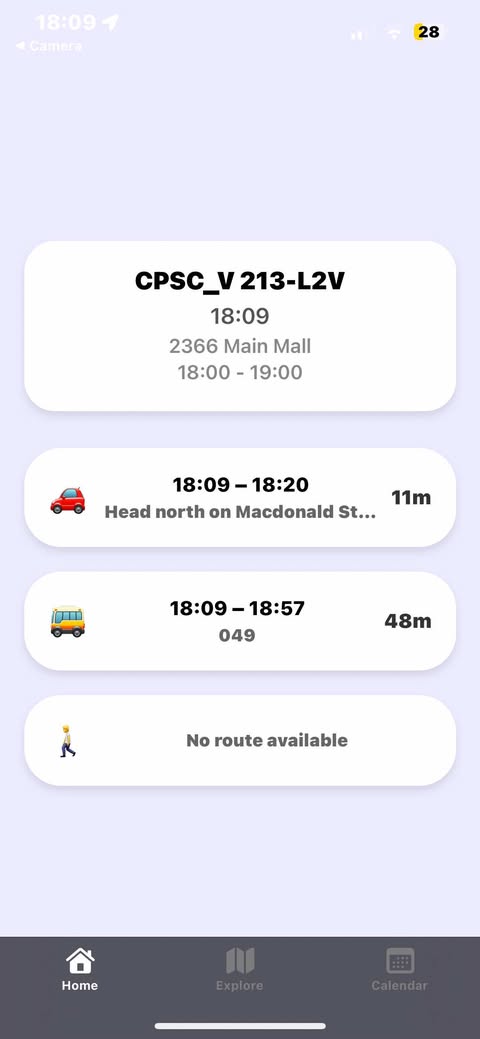 18:09
28
◀ Camera
CPSC_V 213-L2V
18:09
2366 Main Mall
18:00 - 19:00
18:09 – 18:20
Head north on Macdonald St...
11m
18:09 – 18:57
049
48m
No route available
Home
Explore
Calendar